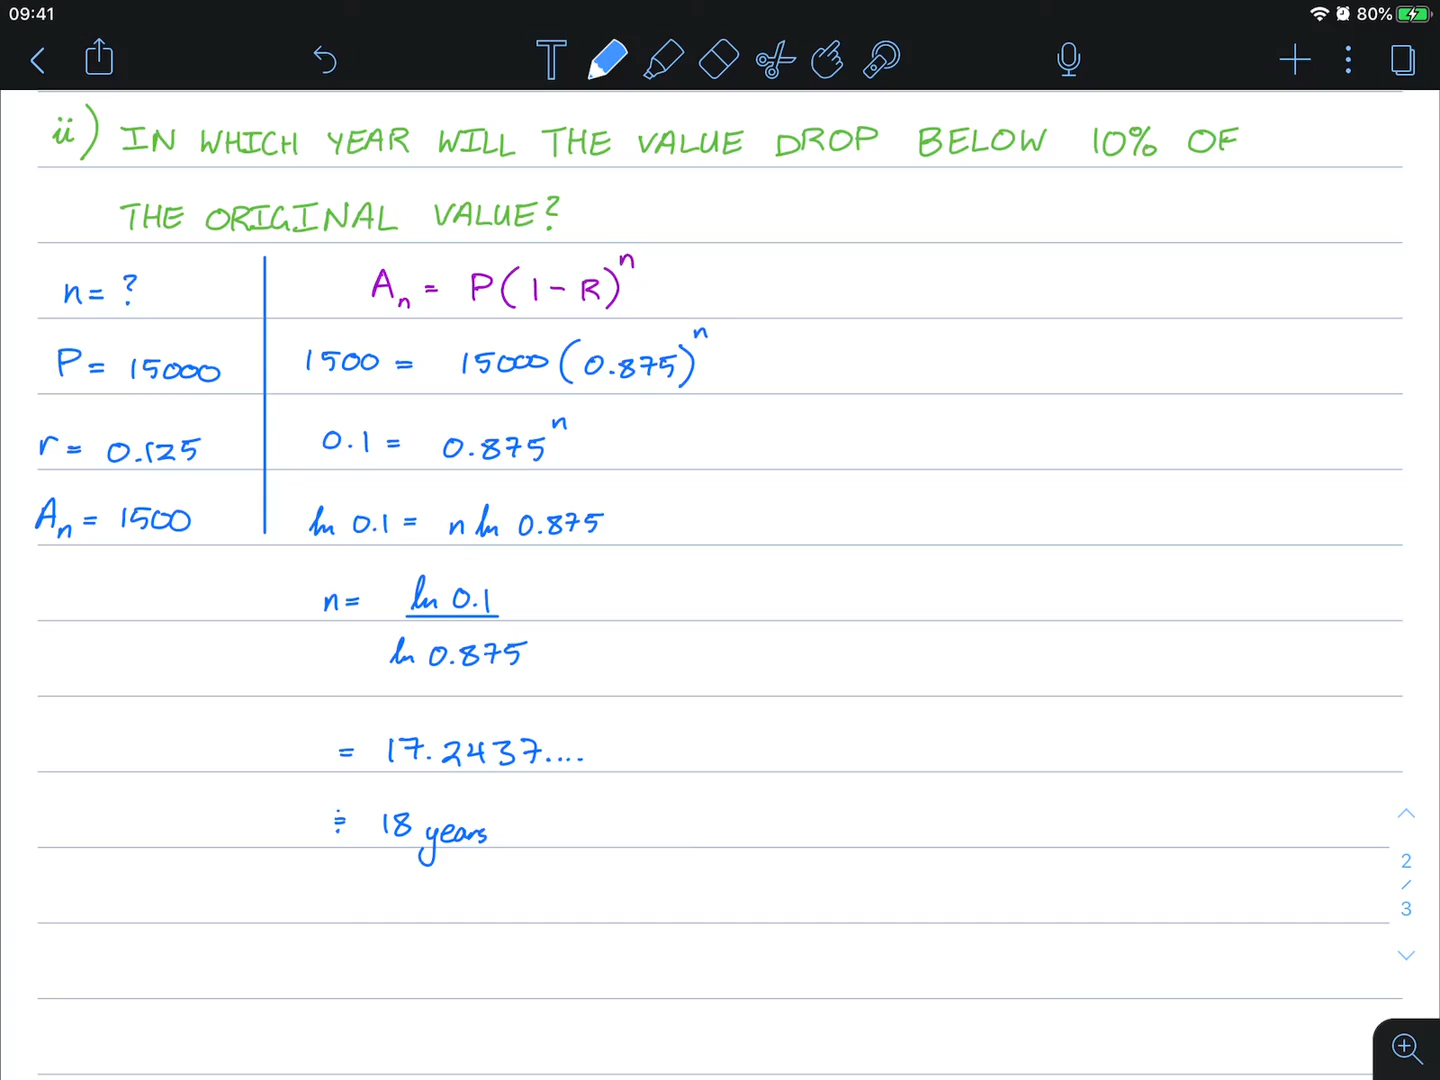 09:41
80%
ii) IN WHICH YEAR WILL THE VALUE DROP BELOW 10% OF
THE ORIGINAL VALUE?
n = ?
P = 15000
r = 0.125
Aₙ = 1500
Aₙ = P(1 - R)ⁿ
1500 = 15000(0.875)ⁿ
0.1 = 0.875ⁿ
ln 0.1 = n ln 0.875
n = ln 0.1
ln 0.875
= 17.2437....
≑ 18 years
2
/
3